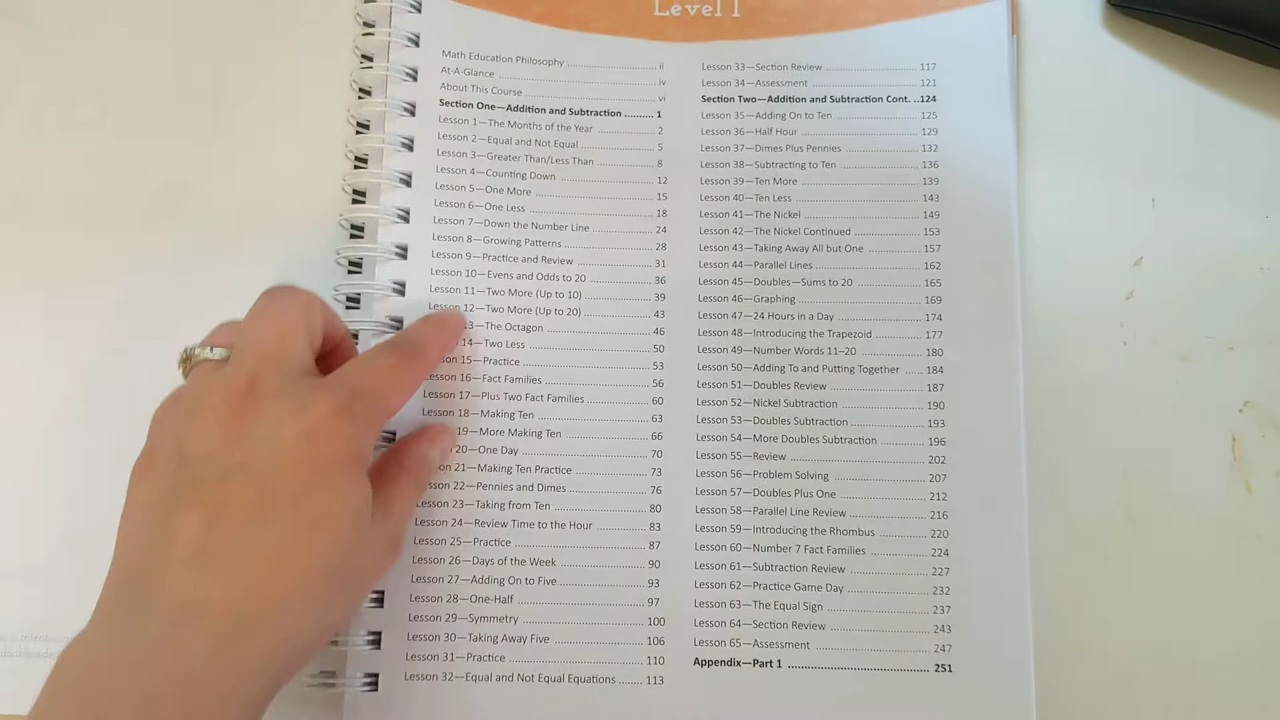 Level 1
Math Education Philosophy ... ii
At-A-Glance ... iv
About This Course ... vi
Section One—Addition and Subtraction ... 1
Lesson 1—The Months of the Year ... 2
Lesson 2—Equal and Not Equal ... 5
Lesson 3—Greater Than/Less Than ... 8
Lesson 4—Counting Down ... 12
Lesson 5—One More ... 15
Lesson 6—One Less ... 18
Lesson 7—Down the Number Line ... 24
Lesson 8—Growing Patterns ... 28
Lesson 9—Practice and Review ... 31
Lesson 10—Evens and Odds to 20 ... 36
Lesson 11—Two More (Up to 10) ... 39
Lesson 12—Two More (Up to 20) ... 43
13—The Octagon ... 46
14—Two Less ... 50
15—Practice ... 53
Lesson 16—Fact Families ... 56
Lesson 17—Plus Two Fact Families ... 60
Lesson 18—Making Ten ... 63
19—More Making Ten ... 66
20—One Day ... 70
21—Making Ten Practice ... 73
Lesson 22—Pennies and Dimes ... 76
Lesson 23—Taking from Ten ... 80
Lesson 24—Review Time to the Hour ... 83
Lesson 25—Practice ... 87
Lesson 26—Days of the Week ... 90
Lesson 27—Adding On to Five ... 93
Lesson 28—One-Half ... 97
Lesson 29—Symmetry ... 100
Lesson 30—Taking Away Five ... 106
Lesson 31—Practice ... 110
Lesson 32—Equal and Not Equal Equations ... 113
Lesson 33—Section Review ... 117
Lesson 34—Assessment ... 121
Section Two—Addition and Subtraction Cont. ..124
Lesson 35—Adding On to Ten ... 125
Lesson 36—Half Hour ... 129
Lesson 37—Dimes Plus Pennies ... 132
Lesson 38—Subtracting to Ten ... 136
Lesson 39—Ten More ... 139
Lesson 40—Ten Less ... 143
Lesson 41—The Nickel ... 149
Lesson 42—The Nickel Continued ... 153
Lesson 43—Taking Away All but One ... 157
Lesson 44—Parallel Lines ... 162
Lesson 45—Doubles—Sums to 20 ... 165
Lesson 46—Graphing ... 169
Lesson 47—24 Hours in a Day ... 174
Lesson 48—Introducing the Trapezoid ... 177
Lesson 49—Number Words 11–20 ... 180
Lesson 50—Adding To and Putting Together ... 184
Lesson 51—Doubles Review ... 187
Lesson 52—Nickel Subtraction ... 190
Lesson 53—Doubles Subtraction ... 193
Lesson 54—More Doubles Subtraction ... 196
Lesson 55—Review ... 202
Lesson 56—Problem Solving ... 207
Lesson 57—Doubles Plus One ... 212
Lesson 58—Parallel Line Review ... 216
Lesson 59—Introducing the Rhombus ... 220
Lesson 60—Number 7 Fact Families ... 224
Lesson 61—Subtraction Review ... 227
Lesson 62—Practice Game Day ... 232
Lesson 63—The Equal Sign ... 237
Lesson 64—Section Review ... 243
Lesson 65—Assessment ... 247
Appendix—Part 1 ... 251